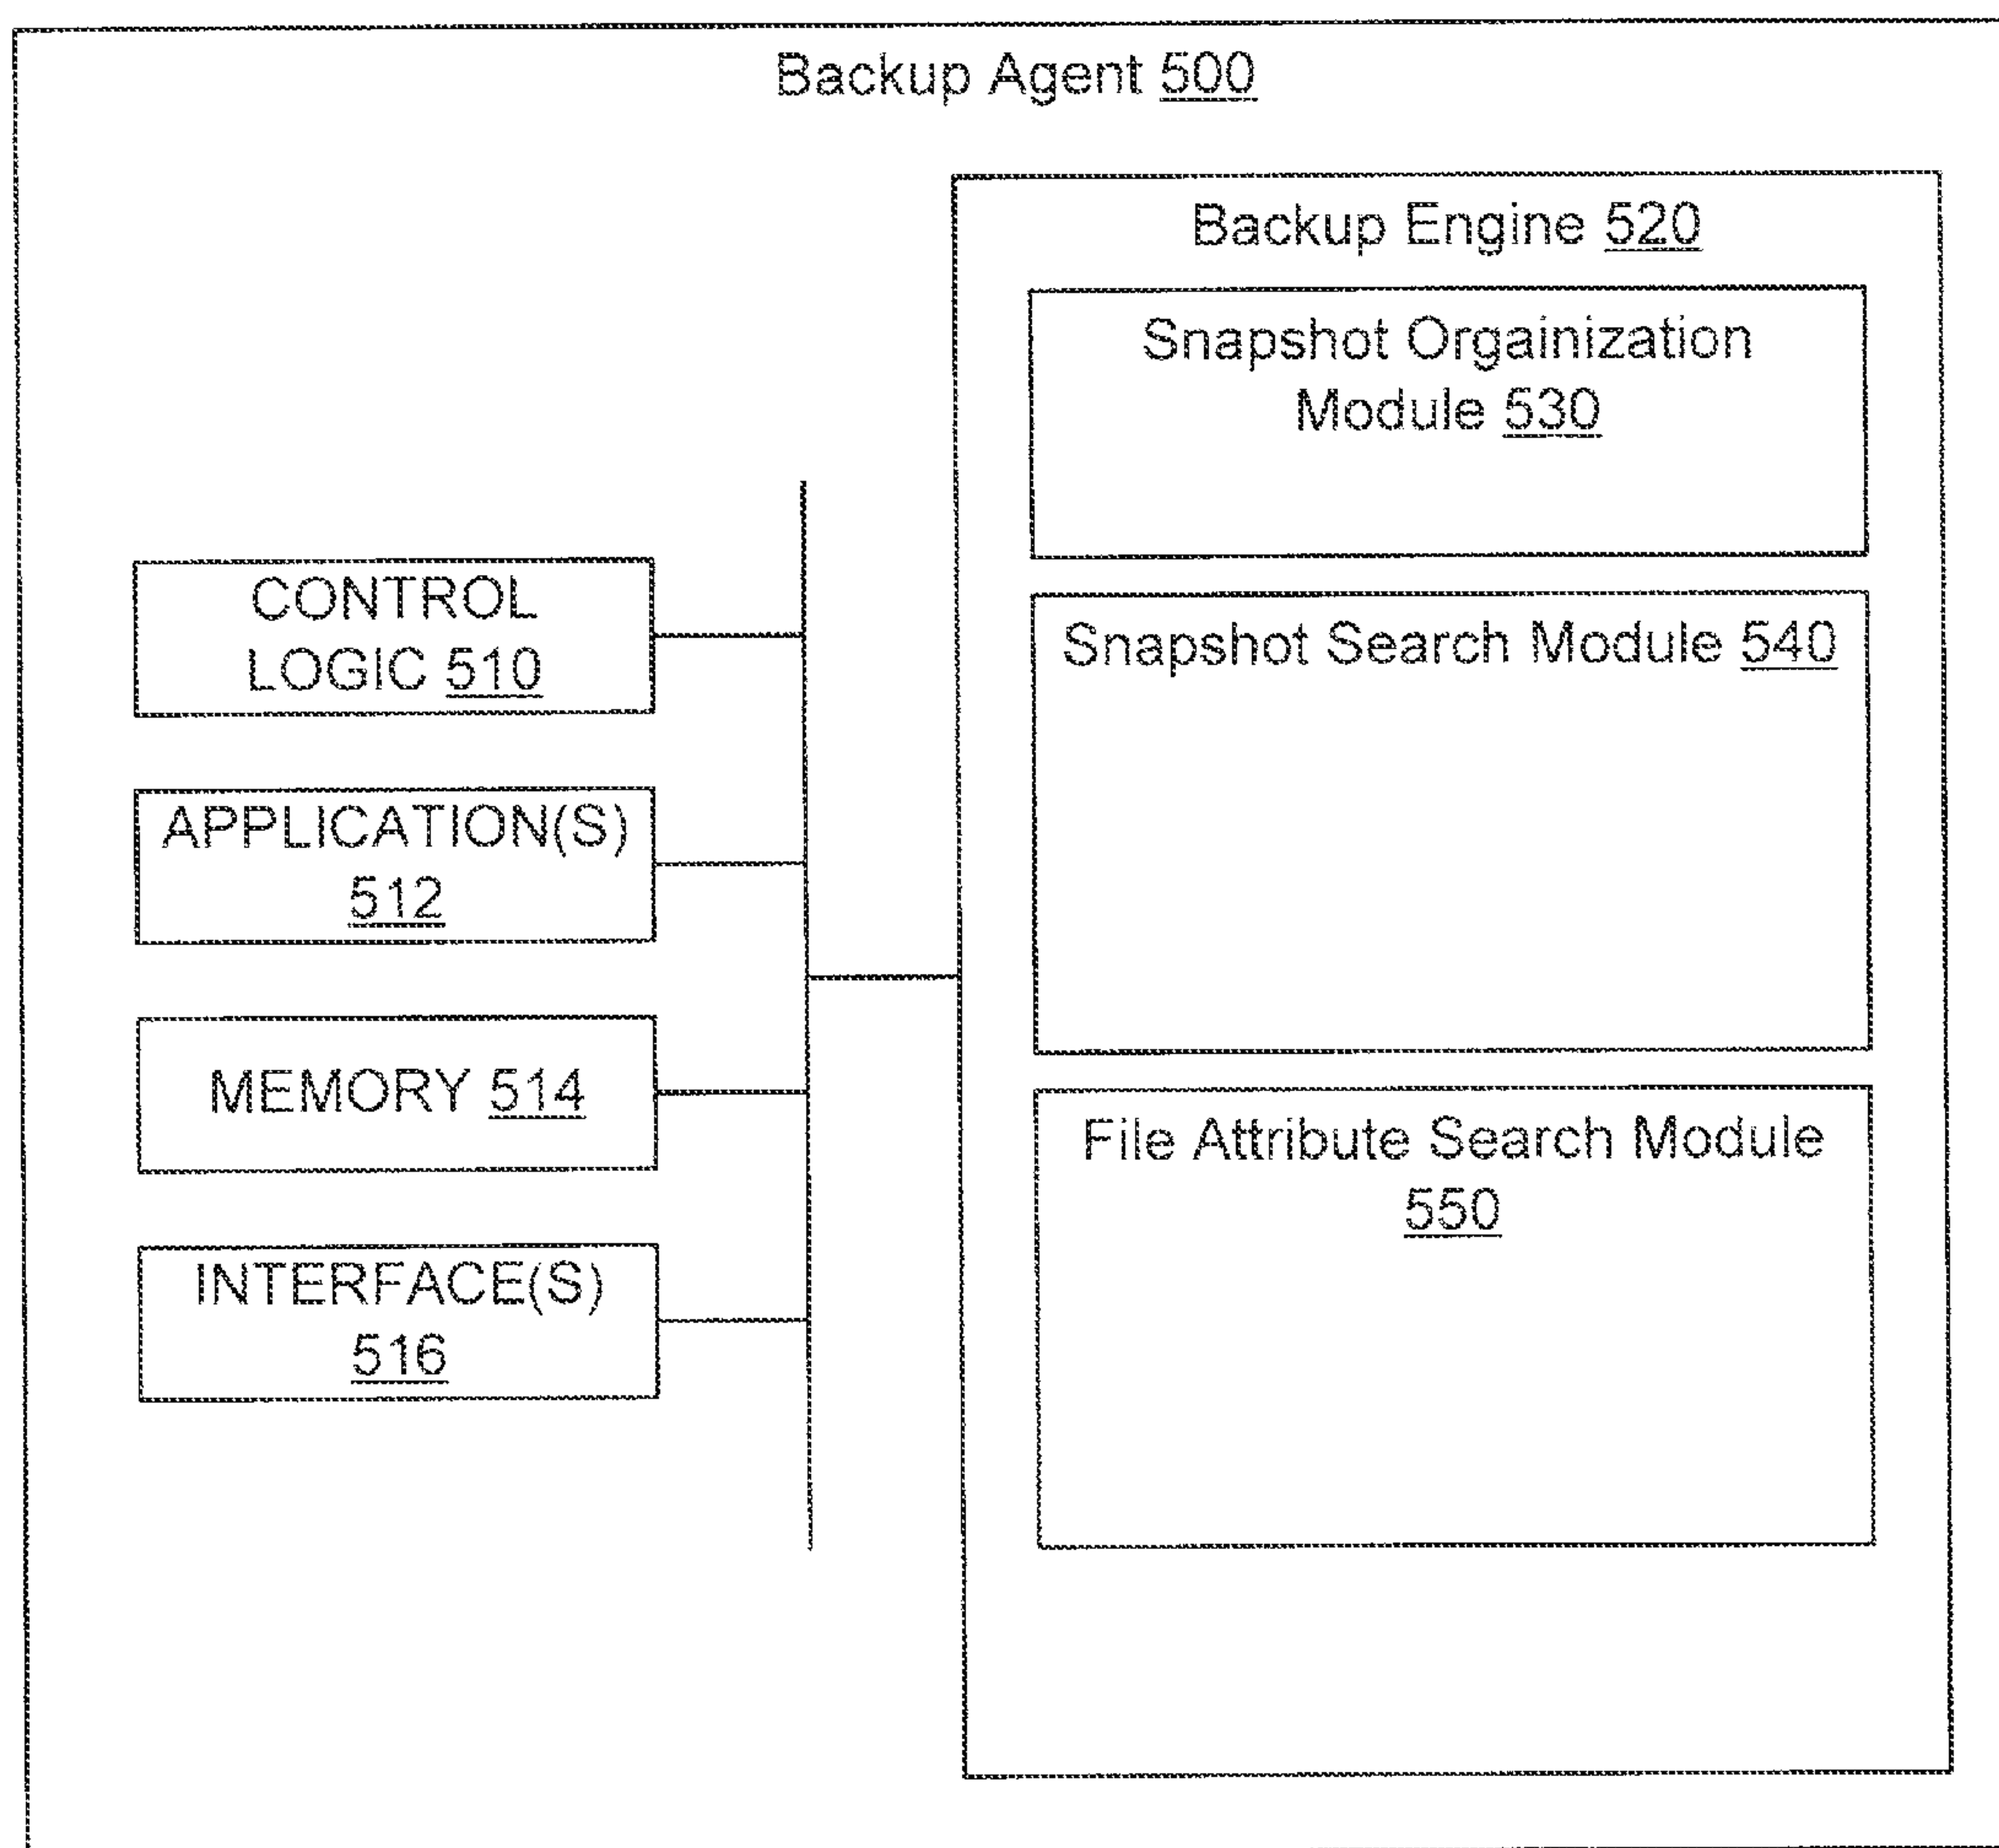 Backup Agent 500
Backup Engine 520
Snapshot Orgainization
Module 530
Snapshot Search Module 540
File Attribute Search Module
550
CONTROL
LOGIC 510
APPLICATION(S)
512
MEMORY 514
INTERFACE(S)
516